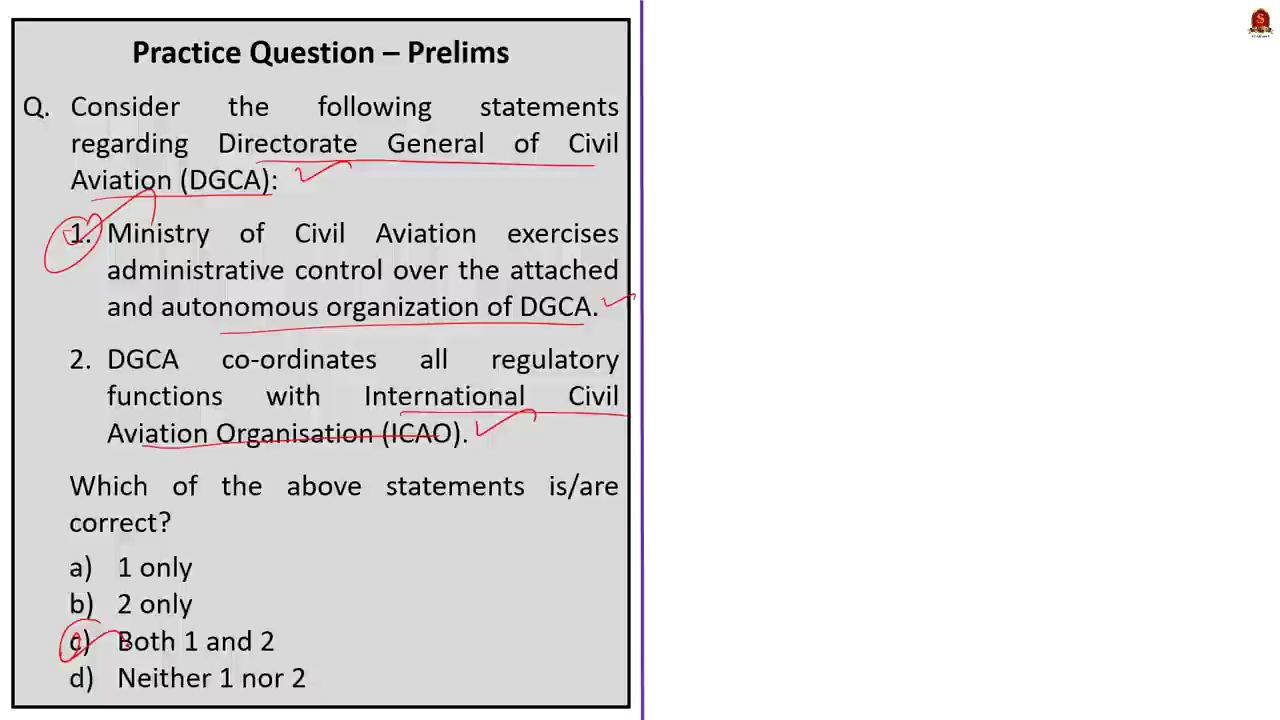 Practice Question – Prelims
Q. Consider the following statements
regarding Directorate General of Civil
Aviation (DGCA):
1. Ministry of Civil Aviation exercises
administrative control over the attached
and autonomous organization of DGCA.
2. DGCA co-ordinates all regulatory
functions with International Civil
Aviation Organisation (ICAO).
Which of the above statements is/are
correct?
a) 1 only
b) 2 only
c) Both 1 and 2
d) Neither 1 nor 2